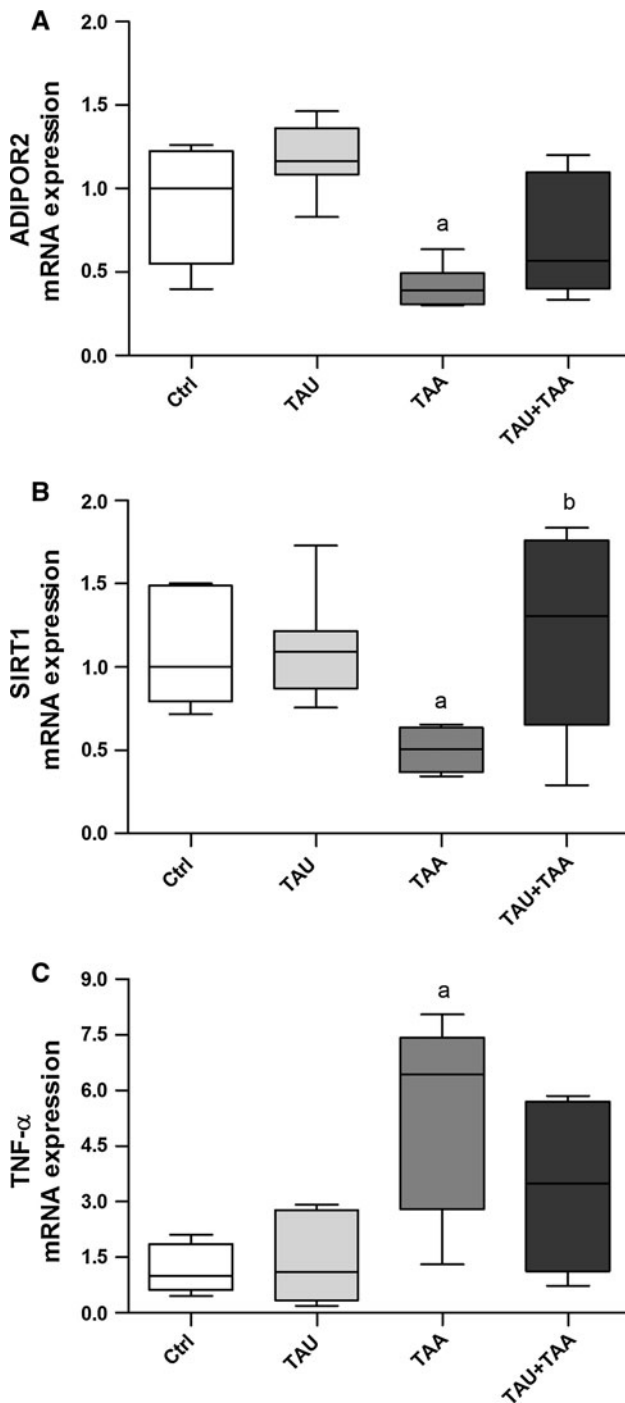 A
ADIPOR2
mRNA expression
2.0
1.5
1.0
0.5
0.0
a
Ctrl
TAU
TAA
TAU+TAA
B
SIRT1
mRNA expression
2.0
1.5
1.0
0.5
0.0
a
b
Ctrl
TAU
TAA
TAU+TAA
C
TNF-α
mRNA expression
9.0
7.5
6.0
4.5
3.0
1.5
0.0
a
Ctrl
TAU
TAA
TAU+TAA